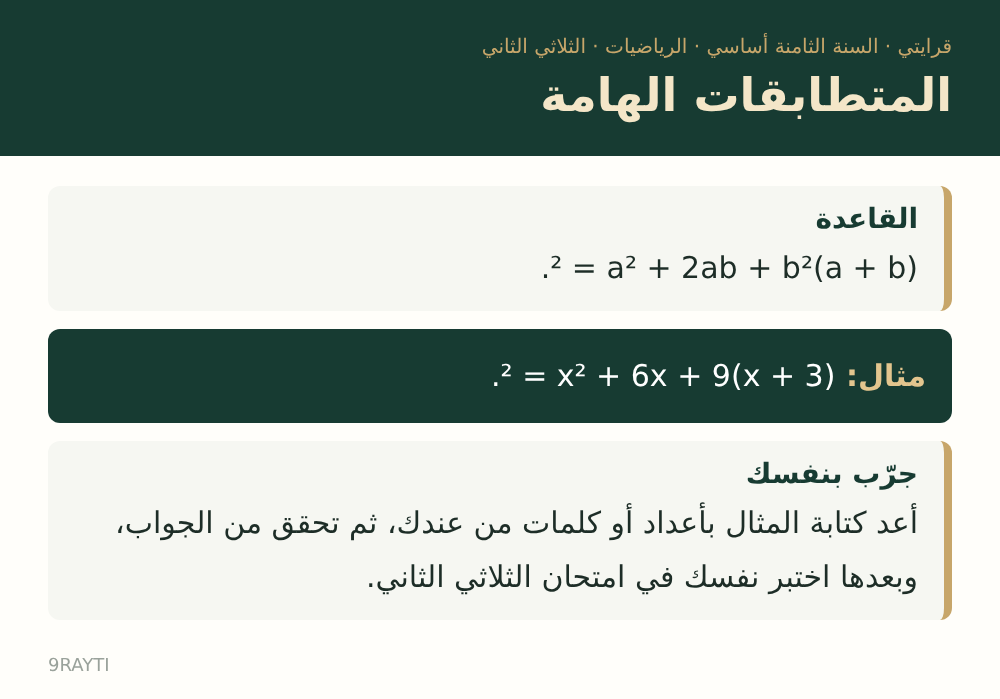 قرايتي · السنة الثامنة أساسي · الرياضيات · الثلاثي الثاني
المتطابقات الهامة
القاعدة
.² = a² + 2ab + b²(a + b)
مثال: .² = x² + 6x + 9(x + 3)
جرّب بنفسك
أعد كتابة المثال بأعداد أو كلمات من عندك، ثم تحقق من الجواب،
وبعدها اختبر نفسك في امتحان الثلاثي الثاني.
9RAYTI